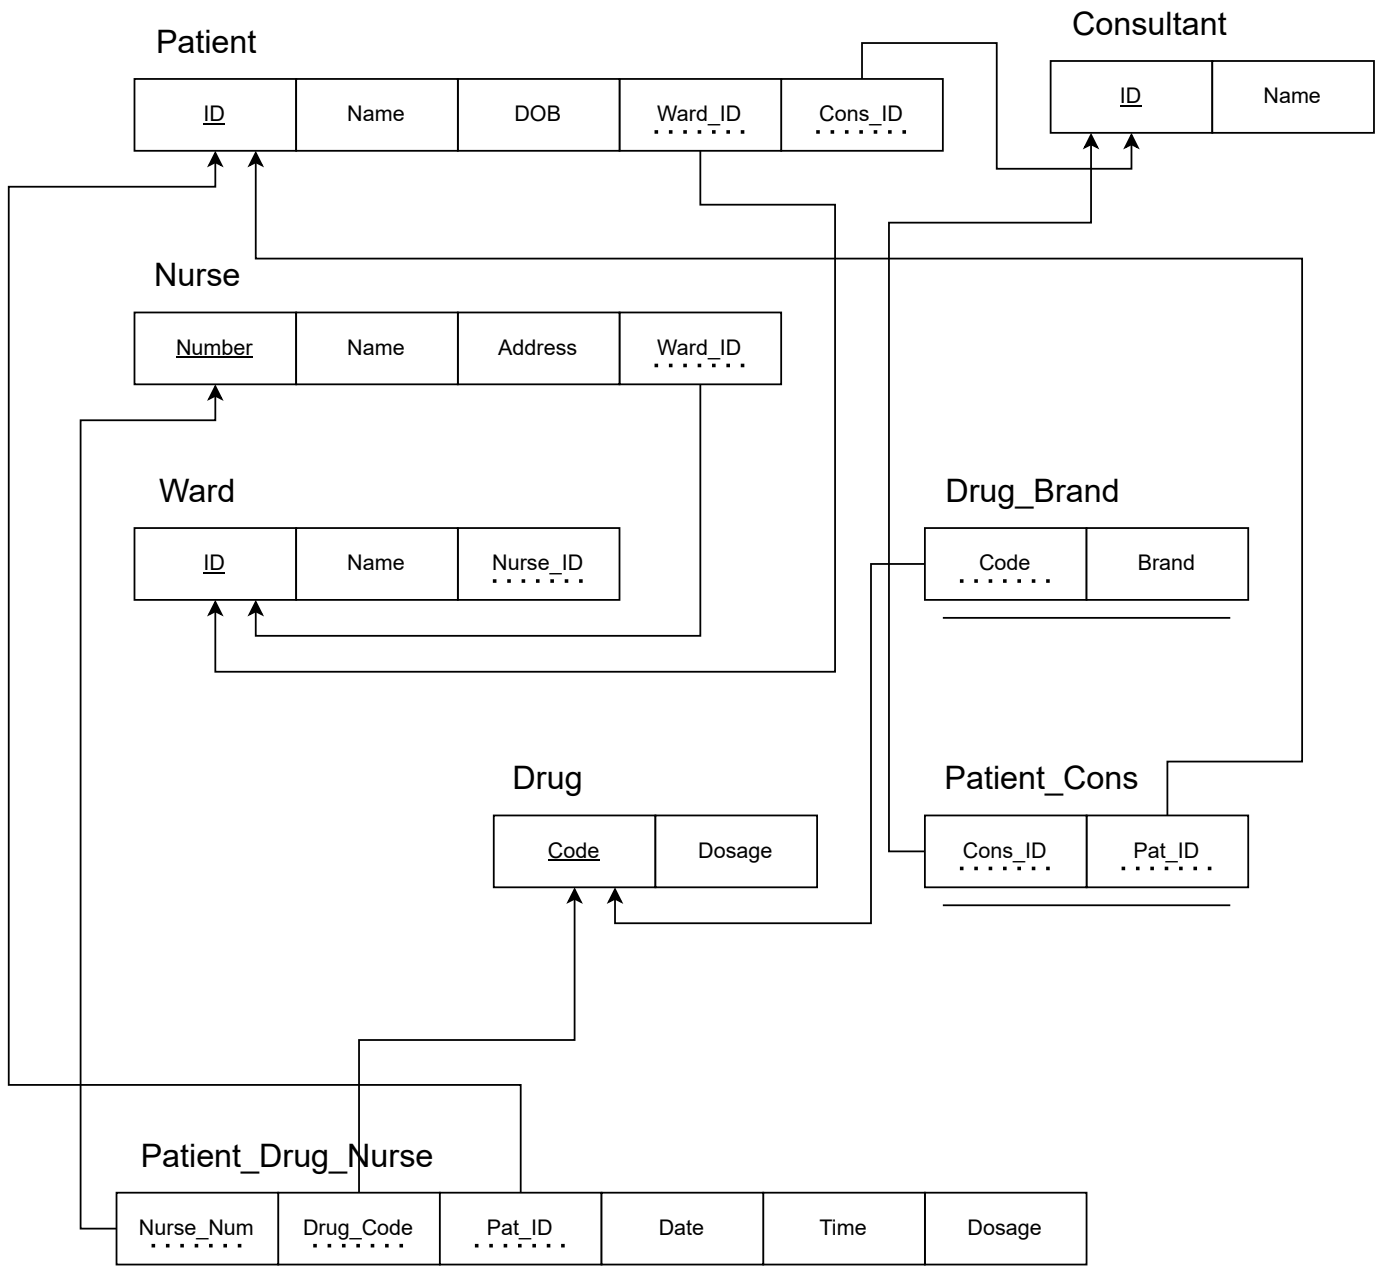 Patient
ID Name DOB Ward_ID Cons_ID
Consultant
ID Name
Nurse
Number Name Address Ward_ID
Ward
ID Name Nurse_ID
Drug_Brand
Code Brand
Drug
Code Dosage
Patient_Cons
Cons_ID Pat_ID
Patient_Drug_Nurse
Nurse_Num Drug_Code Pat_ID Date Time Dosage